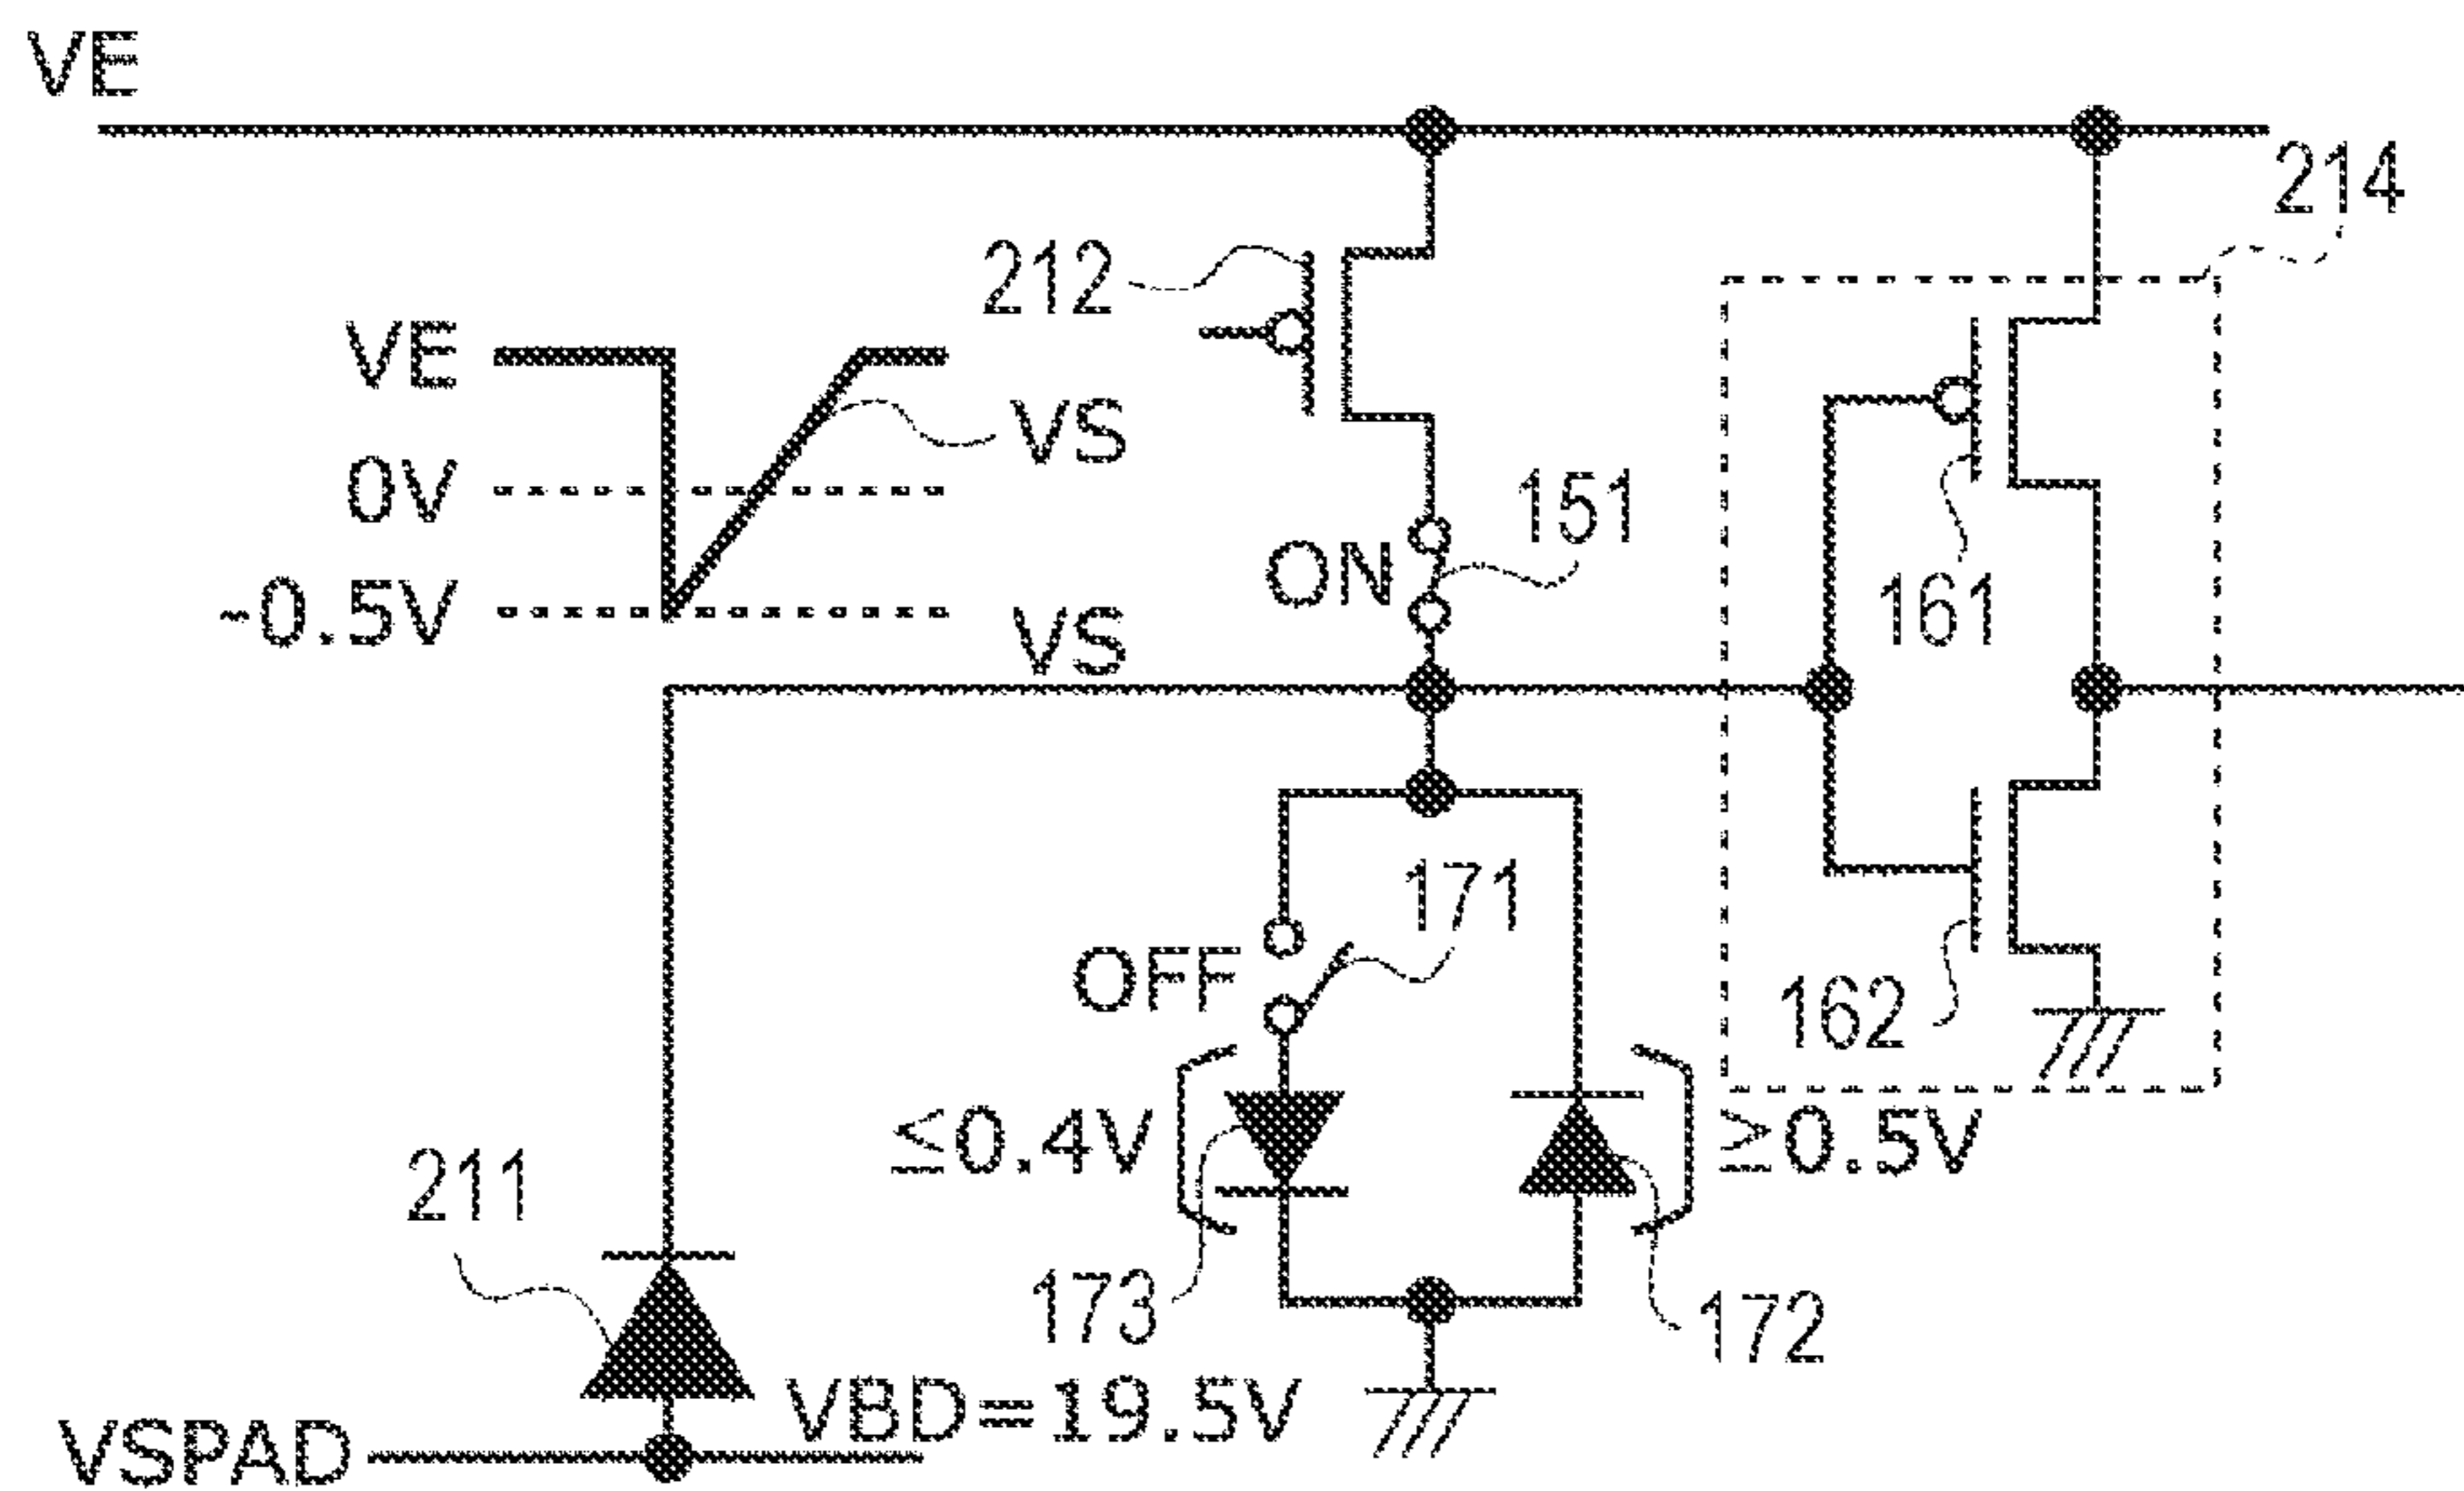 VE
214
212
VE
VS
0V
151
ON
-0.5V
VS
161
171
OFF
162
≤0.4V
≥0.5V
211
173
172
VBD=19.5V
VSPAD